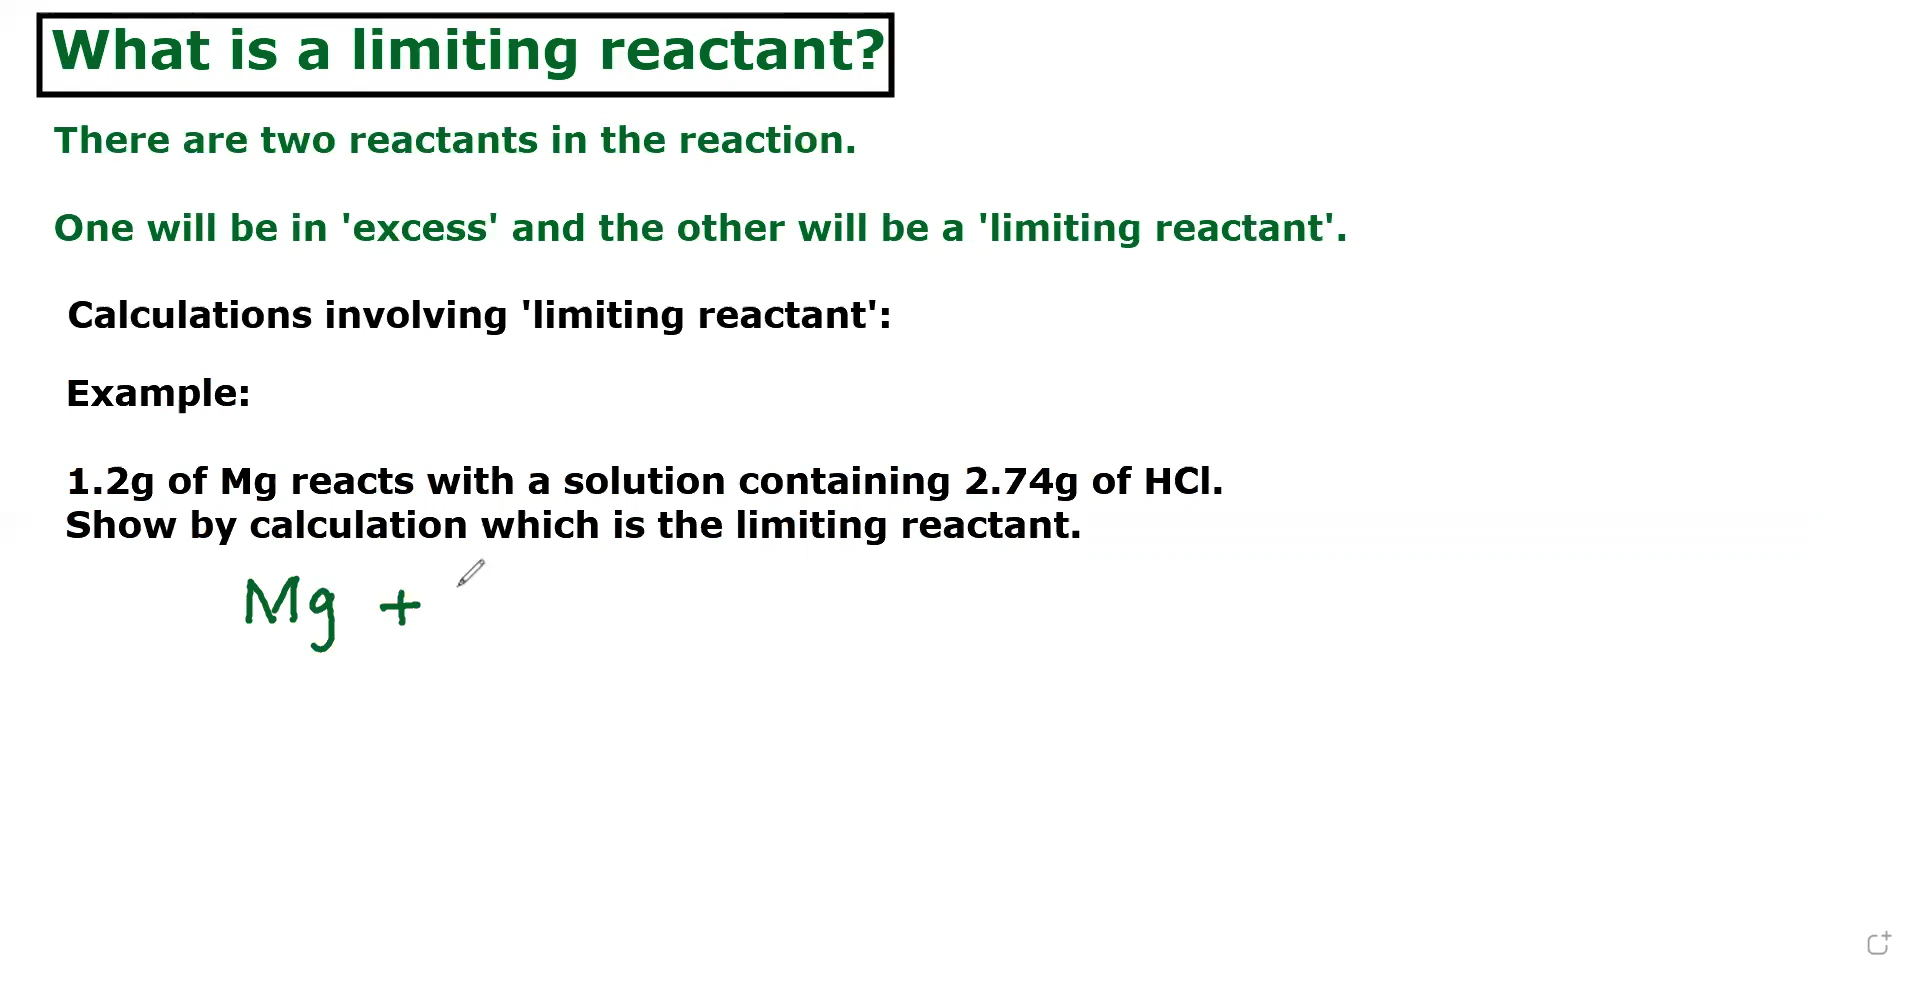 What is a limiting reactant?
There are two reactants in the reaction.
One will be in 'excess' and the other will be a 'limiting reactant'.
Calculations involving 'limiting reactant':
Example:
1.2g of Mg reacts with a solution containing 2.74g of HCl.
Show by calculation which is the limiting reactant.
Mg +